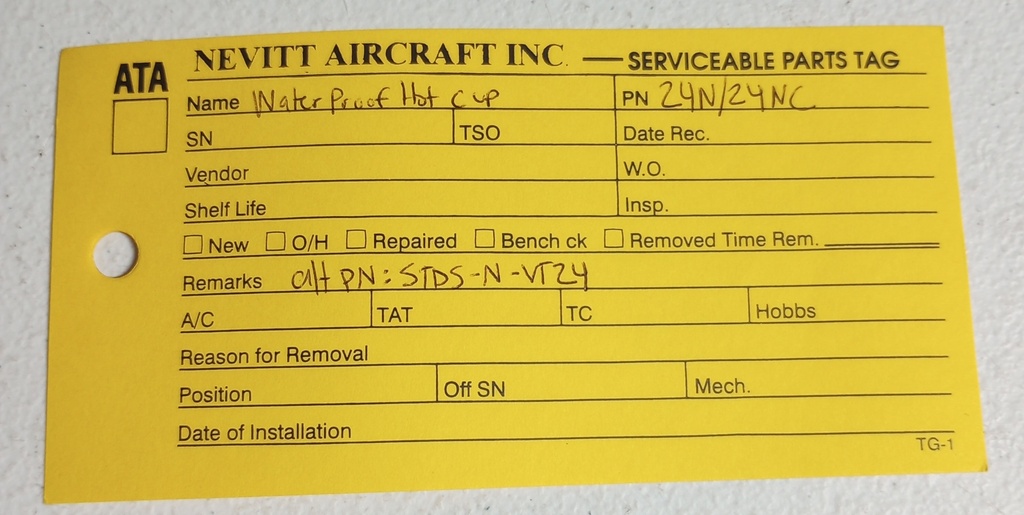 NEVITT AIRCRAFT INC. — SERVICEABLE PARTS TAG
ATA
Name Water Proof Hot Cup PN 24N/24NC
SN TSO Date Rec.
Vendor W.O.
Shelf Life Insp.
☐ New ☐ O/H ☐ Repaired ☐ Bench ck ☐ Removed Time Rem.
Remarks alt PN: STDS-N-VT24
A/C TAT TC Hobbs
Reason for Removal
Position Off SN Mech.
Date of Installation
TG-1